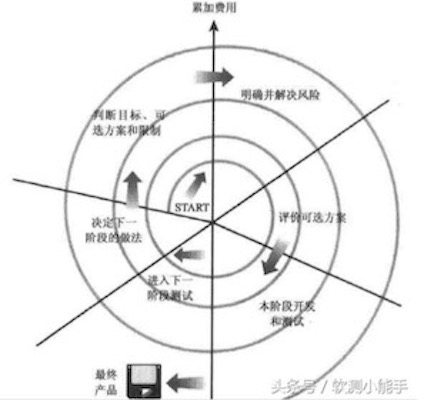 累加费用
明确并解决风险
判断目标、可
选方案和限制
START
评价可选方案
决定下一
阶段的做法
进入下一
阶段测试
本阶段开发
和测试
最终
产品
头条号 / 软测小能手